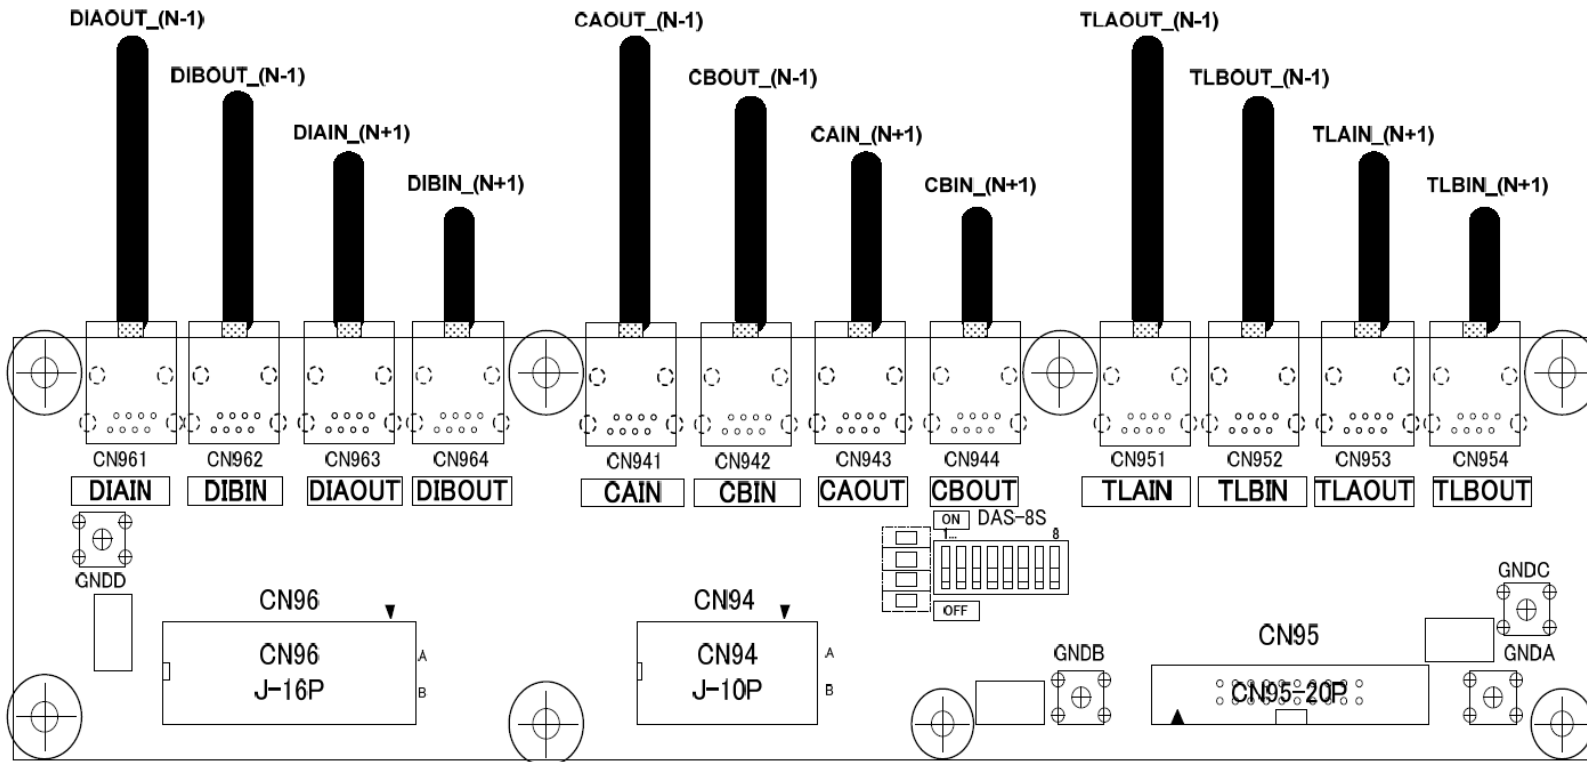 DIAOUT_(N-1)
CAOUT_(N-1)
TLAOUT_(N-1)
DIBOUT_(N-1)
CBOUT_(N-1)
TLBOUT_(N-1)
DIAIN_(N+1)
CAIN_(N+1)
TLAIN_(N+1)
DIBIN_(N+1)
CBIN_(N+1)
TLBIN_(N+1)
CN961 CN962 CN963 CN964 CN941 CN942 CN943 CN944 CN951 CN952 CN953 CN954
DIAIN DIBIN DIAOUT DIBOUT CAIN CBIN CAOUT CBOUT TLAIN TLBIN TLAOUT TLBOUT
ON DAS-8S
1... 8
GNDD
GNDC
CN96
CN94
OFF
CN95
CN96 A
CN94 A
GNDB
GNDA
J-16P B
J-10P B
CN95-20P